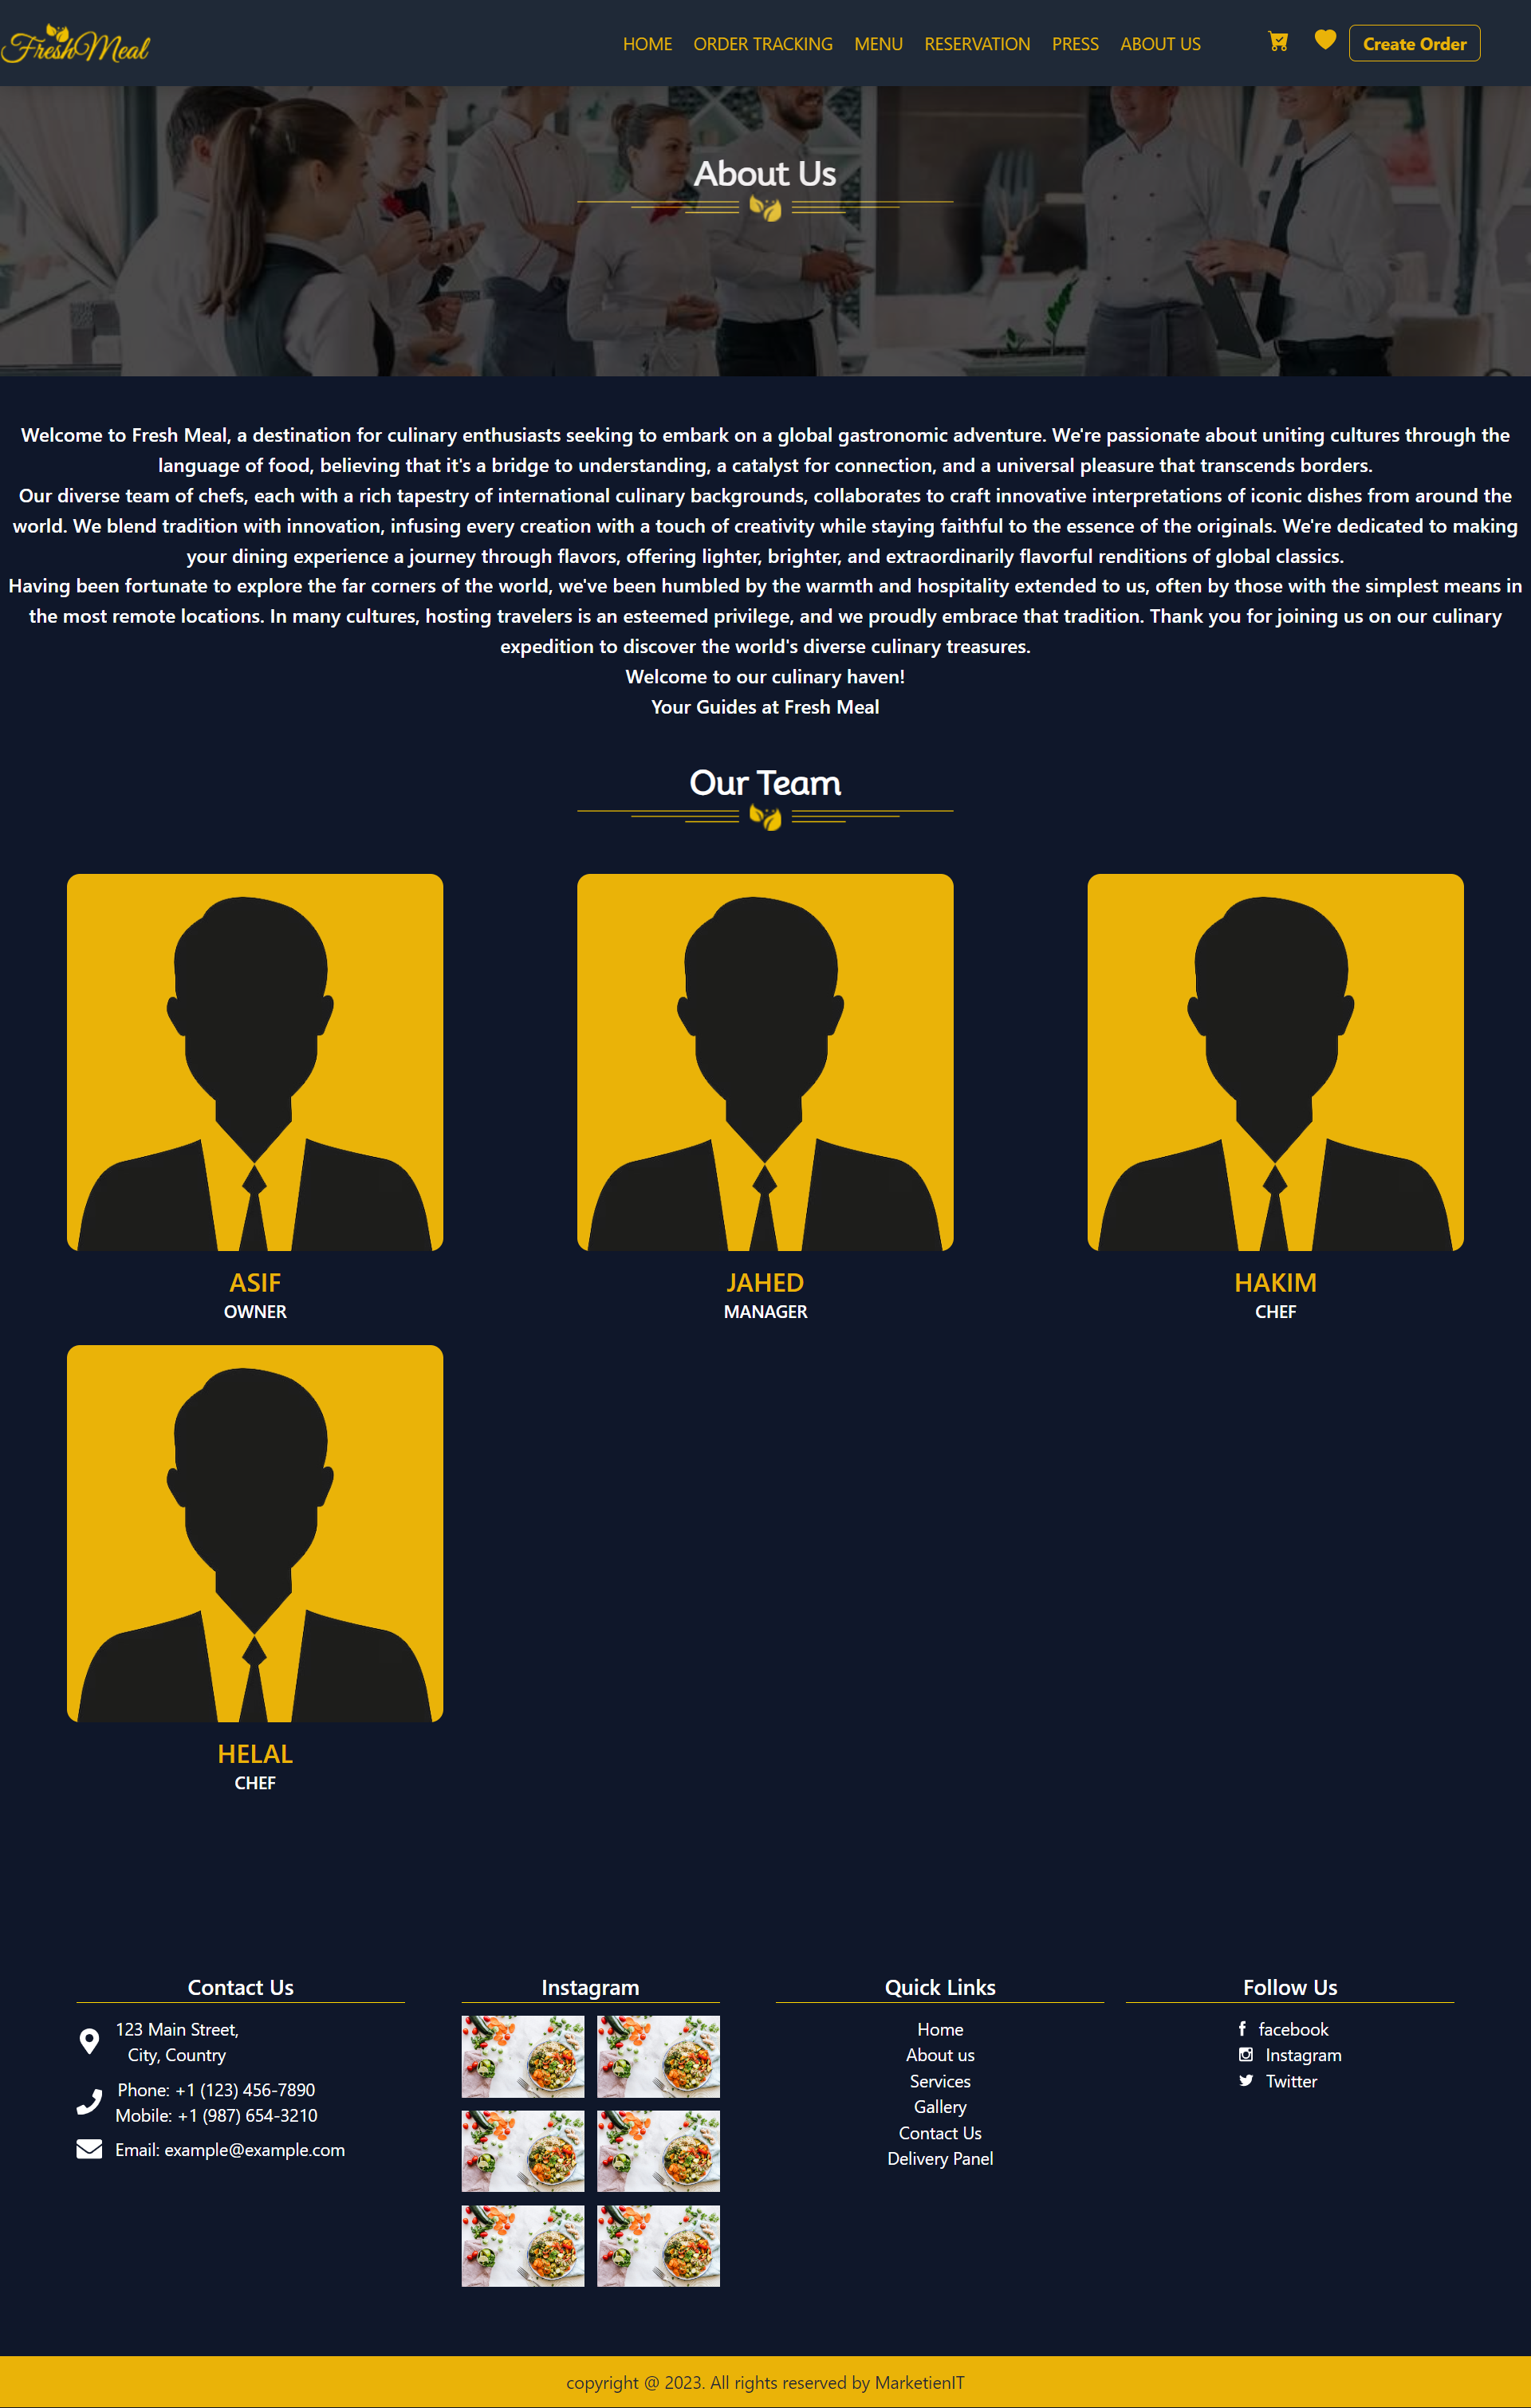 Fresh Meal
HOME ORDER TRACKING MENU RESERVATION PRESS ABOUT US Create Order
About Us
Welcome to Fresh Meal, a destination for culinary enthusiasts seeking to embark on a global gastronomic adventure. We're passionate about uniting cultures through the
language of food, believing that it's a bridge to understanding, a catalyst for connection, and a universal pleasure that transcends borders.
Our diverse team of chefs, each with a rich tapestry of international culinary backgrounds, collaborates to craft innovative interpretations of iconic dishes from around the
world. We blend tradition with innovation, infusing every creation with a touch of creativity while staying faithful to the essence of the originals. We're dedicated to making
your dining experience a journey through flavors, offering lighter, brighter, and extraordinarily flavorful renditions of global classics.
Having been fortunate to explore the far corners of the world, we've been humbled by the warmth and hospitality extended to us, often by those with the simplest means in
the most remote locations. In many cultures, hosting travelers is an esteemed privilege, and we proudly embrace that tradition. Thank you for joining us on our culinary
expedition to discover the world's diverse culinary treasures.
Welcome to our culinary haven!
Your Guides at Fresh Meal
Our Team
ASIF
OWNER
JAHED
MANAGER
HAKIM
CHEF
HELAL
CHEF
Contact Us
123 Main Street,
City, Country
Phone: +1 (123) 456-7890
Mobile: +1 (987) 654-3210
Email: example@example.com
Instagram
Quick Links
Home
About us
Services
Gallery
Contact Us
Delivery Panel
Follow Us
facebook
Instagram
Twitter
copyright @ 2023. All rights reserved by MarketienIT